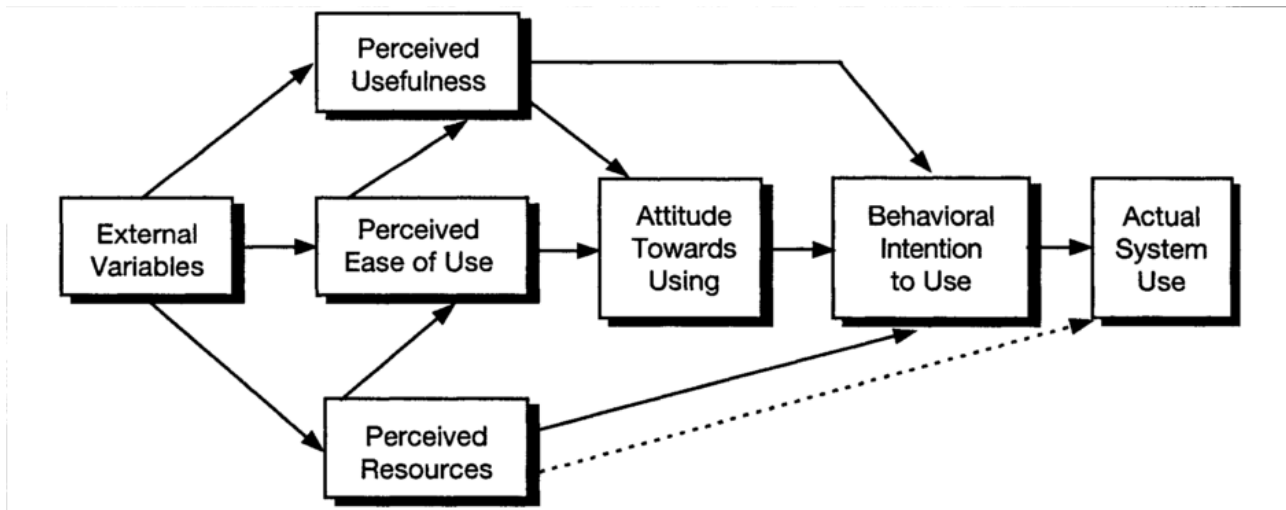 Perceived
Usefulness
External
Variables
Perceived
Ease of Use
Attitude
Towards
Using
Behavioral
Intention
to Use
Actual
System
Use
Perceived
Resources